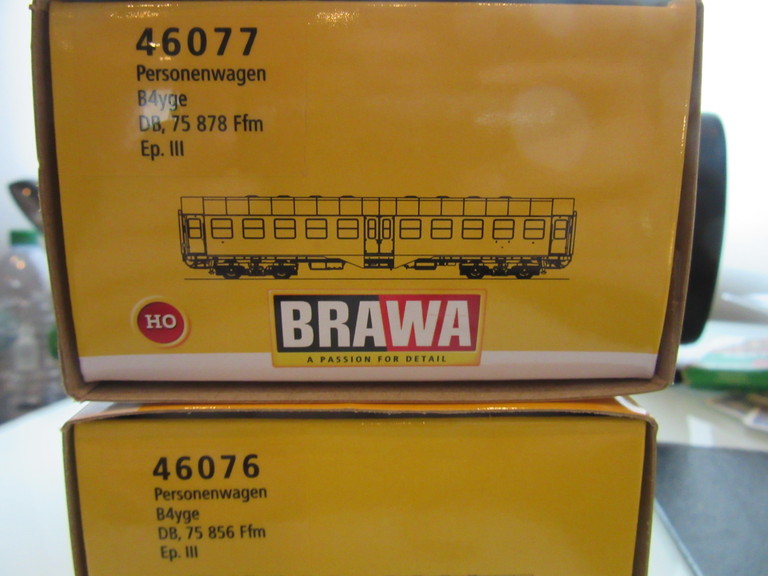 46077
Personenwagen
B4yge
DB, 75 878 Ffm
Ep. III
HO
BRAWA
A PASSION FOR DETAIL
46076
Personenwagen
B4yge
DB, 75 856 Ffm
Ep. III